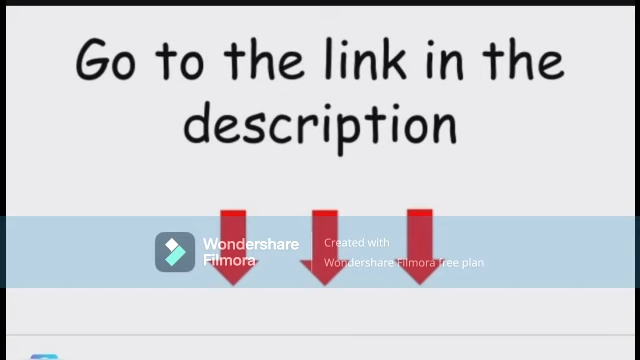 Go to the link in the
description
Wondershare
Filmora
Created with
Wondershare Filmora free plan